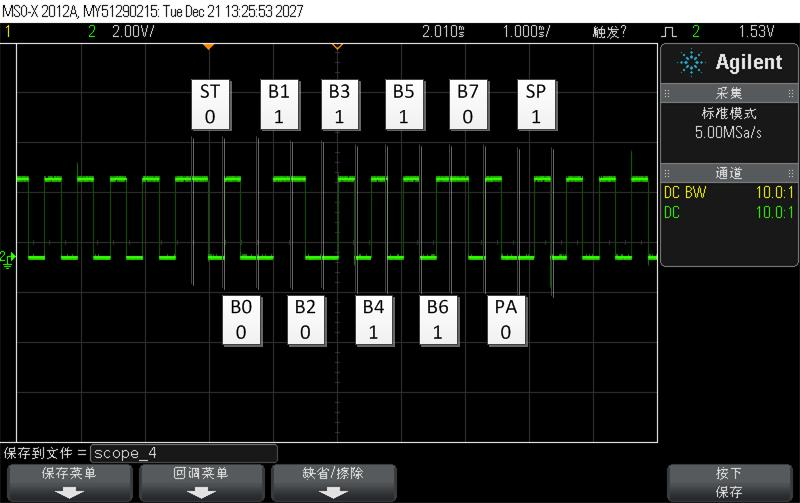 MSO-X 2012A, MY51290215: Tue Dec 21 13:25:53 2027
1 2 2.00V/ 2.010ms 1.000ms/ 触发? 2 1.53V
Agilent
采集
标准模式
5.00MSa/s
通道
DC BW 10.0:1
DC 10.0:1
ST B1 B3 B5 B7 SP
0 1 1 1 0 1
2
B0 B2 B4 B6 PA
0 0 1 1 0
保存到文件 = scope_4
保存菜单 回调菜单 缺省/擦除 按下
保存